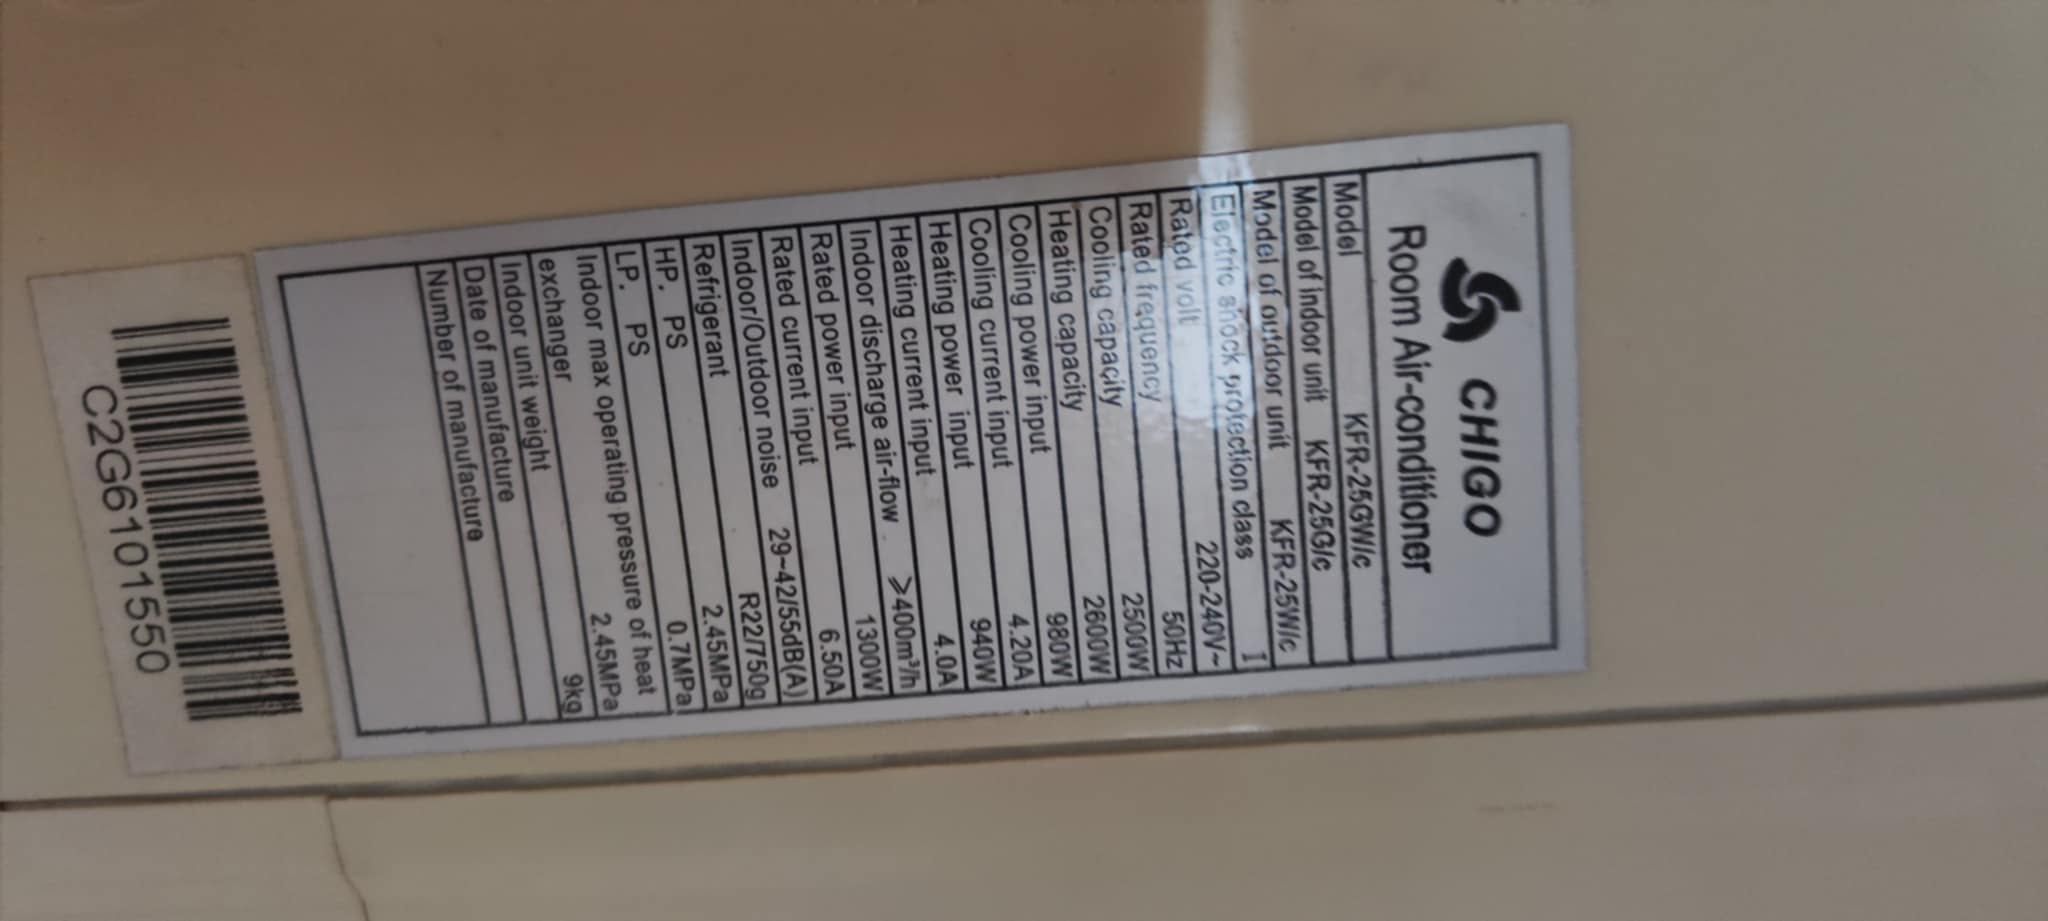 CHIGO
Room Air-conditioner
Model KFR-25GW/c
Model of indoor unit KFR-25G/c
Model of outdoor unit KFR-25W/c
Electric shock protection class I
Rated volt 220-240V~
Rated frequency 50Hz
Cooling capacity 2500W
Heating capacity 2600W
Cooling power input 980W
Cooling current input 4.20A
Heating power input 940W
Heating current input 4.0A
Indoor discharge air-flow ⩾400m³/h
Rated power input 1300W
Rated current input 6.50A
Indoor/Outdoor noise 29~42/55dB(A)
Refrigerant R22/750g
HP. PS 2.45MPa
LP. PS 0.7MPa
Indoor max operating pressure of heat
exchanger 2.45MPa
Indoor unit weight 9kg
Date of manufacture
Number of manufacture
C2G6101550